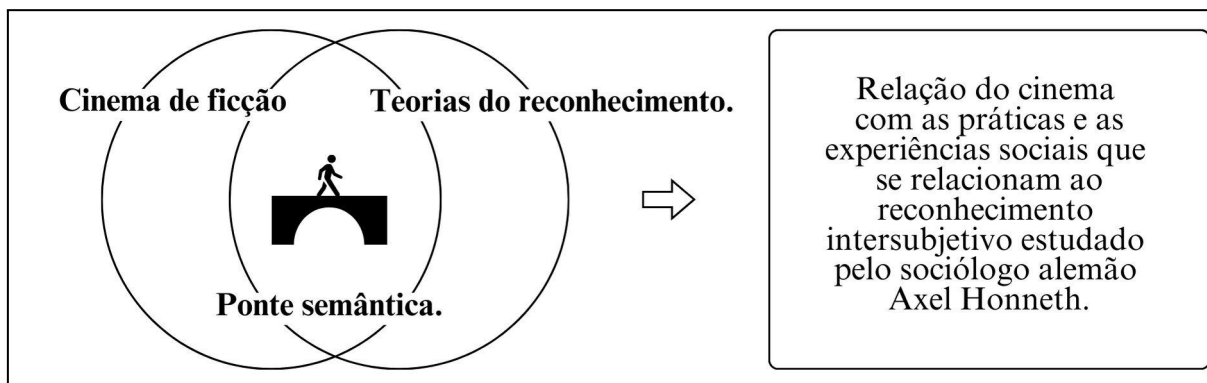 Cinema de ficção
Teorias do reconhecimento.
Ponte semântica.
Relação do cinema
com as práticas e as
experiências sociais que
se relacionam ao
reconhecimento
intersubjetivo estudado
pelo sociólogo alemão
Axel Honneth.